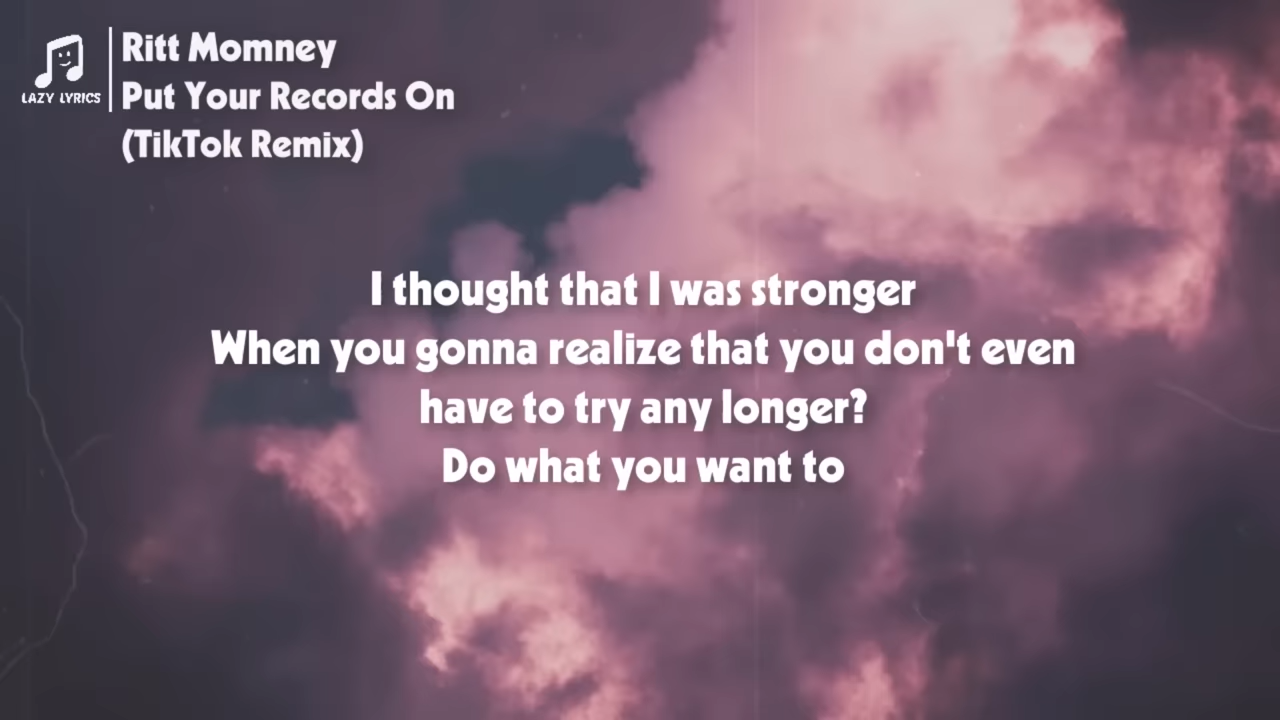 LAZY LYRICS
Ritt Momney
Put Your Records On
(TikTok Remix)
I thought that I was stronger
When you gonna realize that you don't even
have to try any longer?
Do what you want to